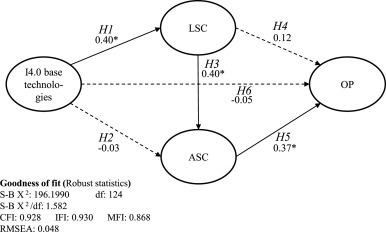 H1
0.40*
LSC
H4
0.12
H3
0.40*
I4.0 base
technolo-
gies
H6
-0.05
OP
H2
-0.03
ASC
H5
0.37*
Goodness of fit (Robust statistics)
S-B X²: 196.1990 df: 124
S-B X²/df: 1.582
CFI: 0.928 IFI: 0.930 MFI: 0.868
RMSEA: 0.048